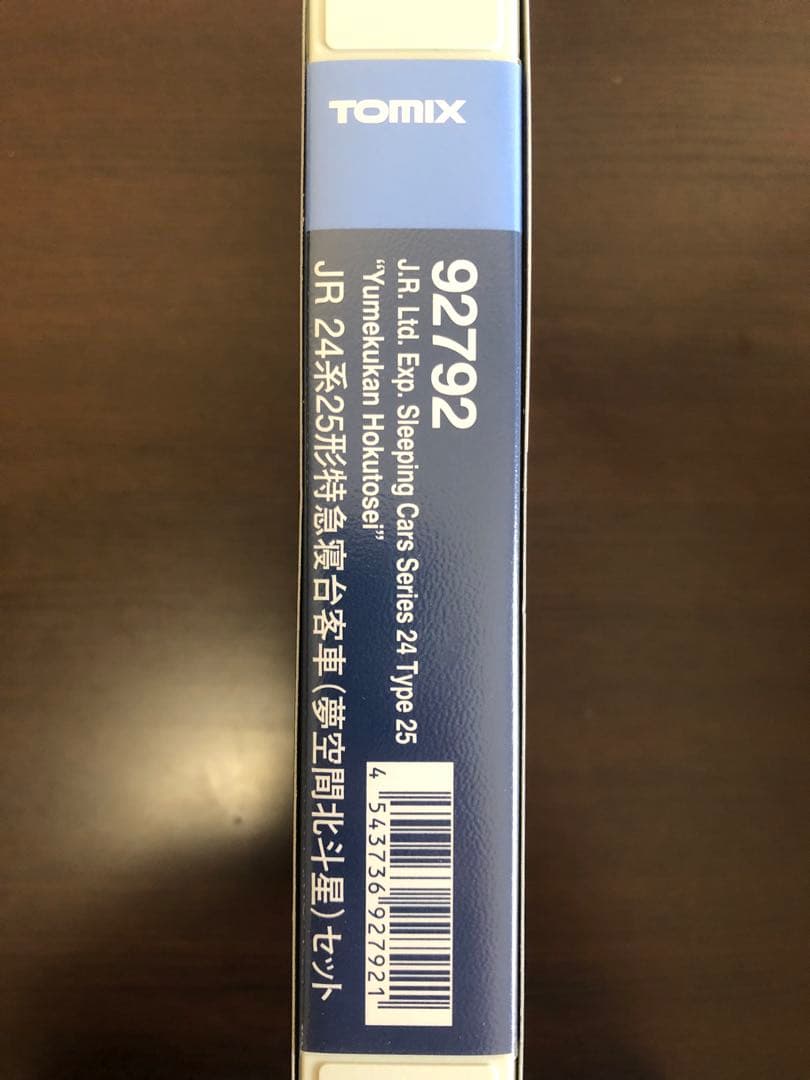 TOMIX
92792
J.R. Ltd. Exp. Sleeping Cars Series 24 Type 25
“Yumekukan Hokutosei”
JR 24系25形特急寝台客車(夢空間北斗星)セット
4 543736 927921